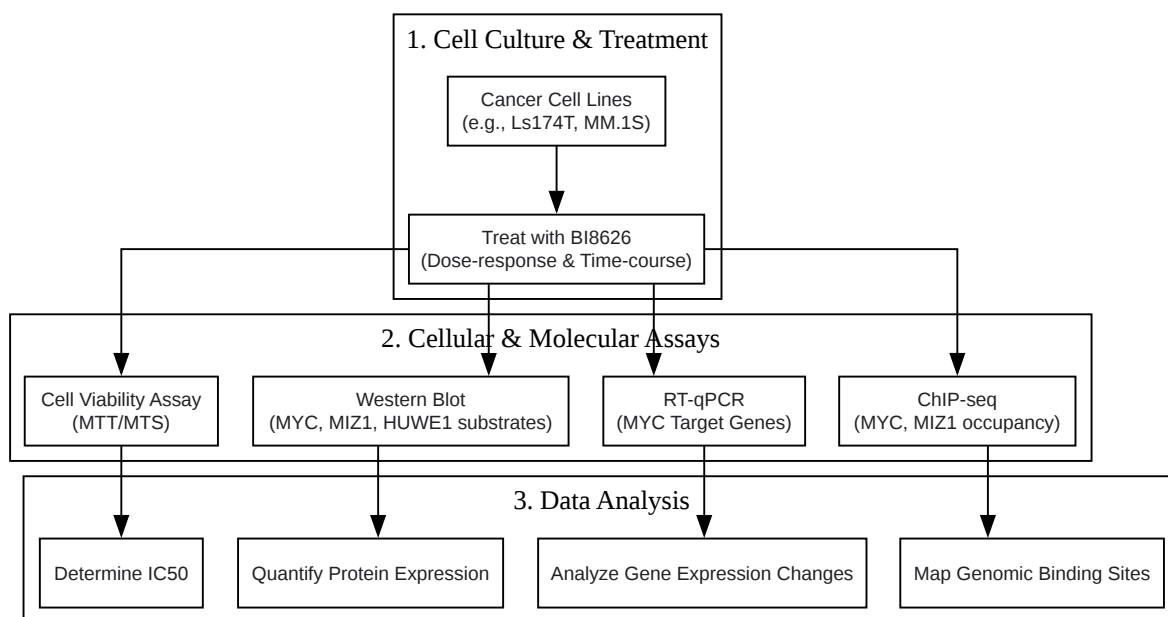 1. Cell Culture & Treatment
Cancer Cell Lines
(e.g., Ls174T, MM.1S)
Treat with BI8626
(Dose-response & Time-course)
2. Cellular & Molecular Assays
Cell Viability Assay
(MTT/MTS)
Western Blot
(MYC, MIZ1, HUWE1 substrates)
RT-qPCR
(MYC Target Genes)
ChIP-seq
(MYC, MIZ1 occupancy)
3. Data Analysis
Determine IC50
Quantify Protein Expression
Analyze Gene Expression Changes
Map Genomic Binding Sites